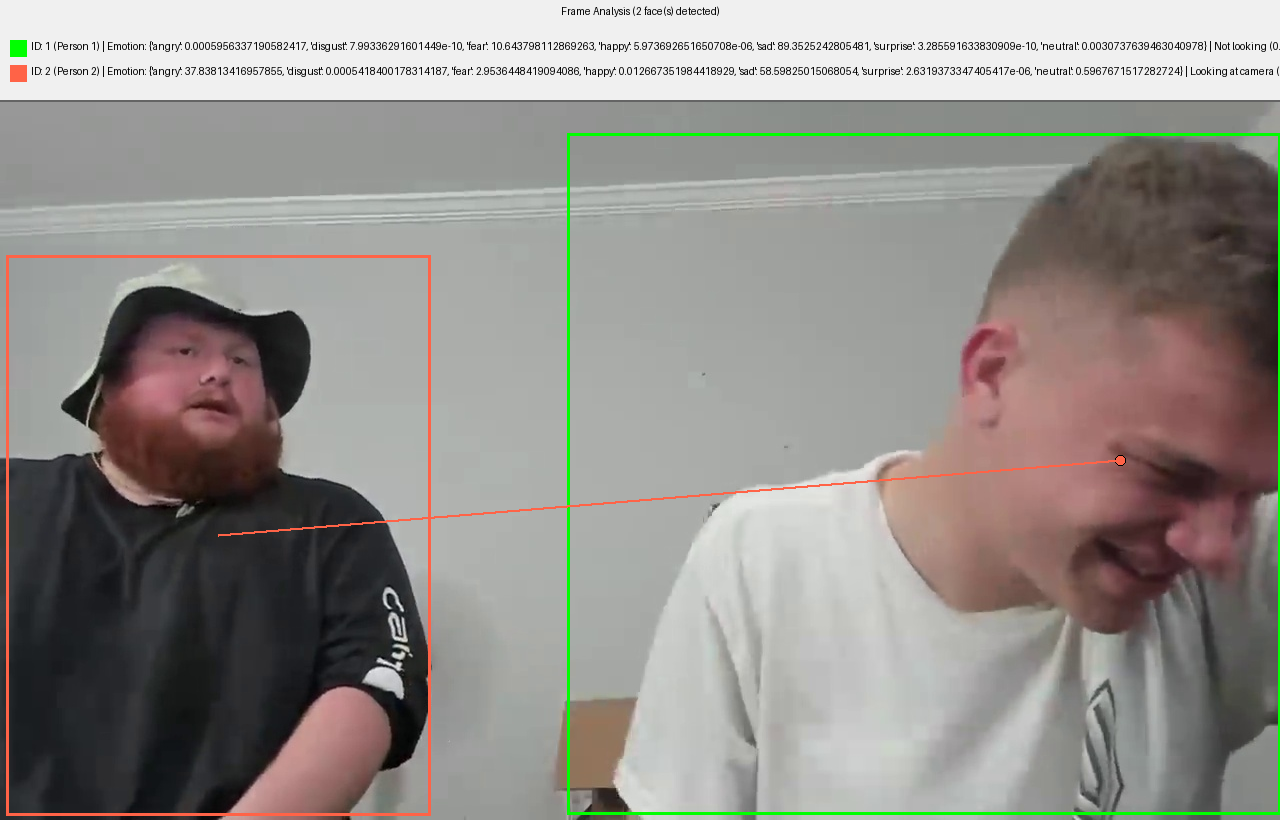 Frame Analysis (2 face(s) detected)
ID: 1 (Person 1) | Emotion: {'angry': 0.0005956337190582417, 'disgust': 7.99336291601449e-10, 'fear': 10.643798112869263, 'happy': 5.973692651650708e-06, 'sad': 89.3525242805481, 'surprise': 3.285591633830909e-10, 'neutral': 0.0030737639463040978} | Not looking (0.
ID: 2 (Person 2) | Emotion: {'angry': 37.83813416957855, 'disgust': 0.0005418400178314187, 'fear': 2.9536448419094086, 'happy': 0.012667351984418929, 'sad': 58.59825015068054, 'surprise': 2.6319373347405417e-06, 'neutral': 0.5967671517282724} | Looking at camera (